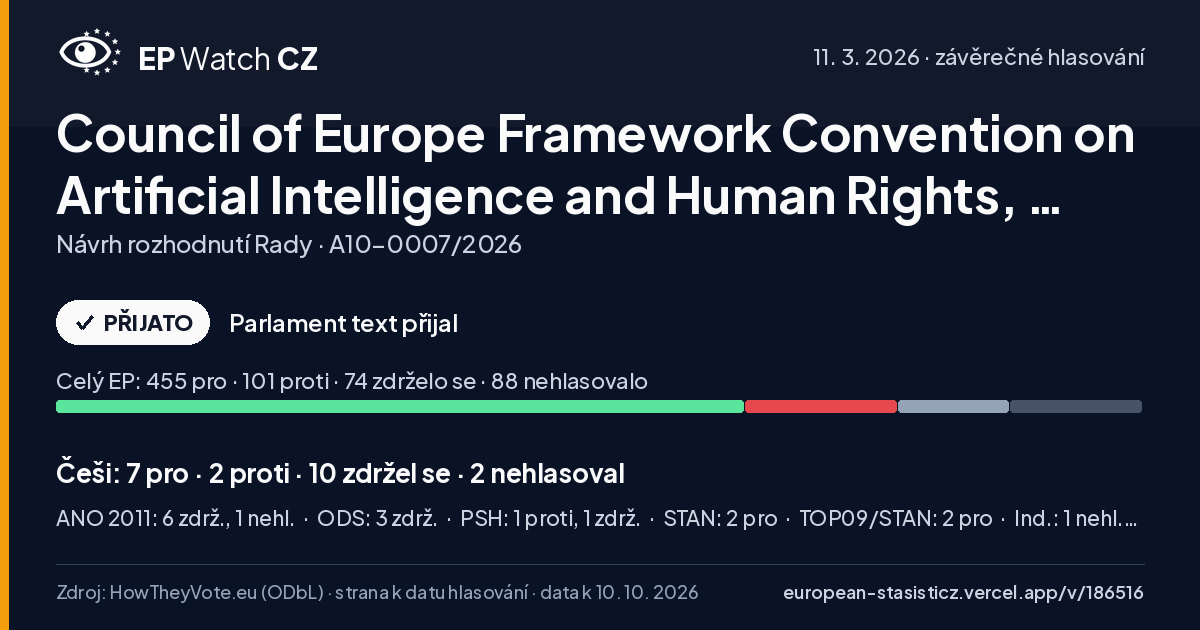 EP Watch CZ
11. 3. 2026 · závěrečné hlasování
Council of Europe Framework Convention on
Artificial Intelligence and Human Rights, …
Návrh rozhodnutí Rady · A10-0007/2026
✓ PŘIJATO
Parlament text přijal
Celý EP: 455 pro · 101 proti · 74 zdrželo se · 88 nehlasovalo
Češi: 7 pro · 2 proti · 10 zdržel se · 2 nehlasoval
ANO 2011: 6 zdrž., 1 nehl. · ODS: 3 zdrž. · PSH: 1 proti, 1 zdrž. · STAN: 2 pro · TOP09/STAN: 2 pro · Ind.: 1 nehl.…
Zdroj: HowTheyVote.eu (ODbL) · strana k datu hlasování · data k 10. 10. 2026
european-stasisticz.vercel.app/v/186516